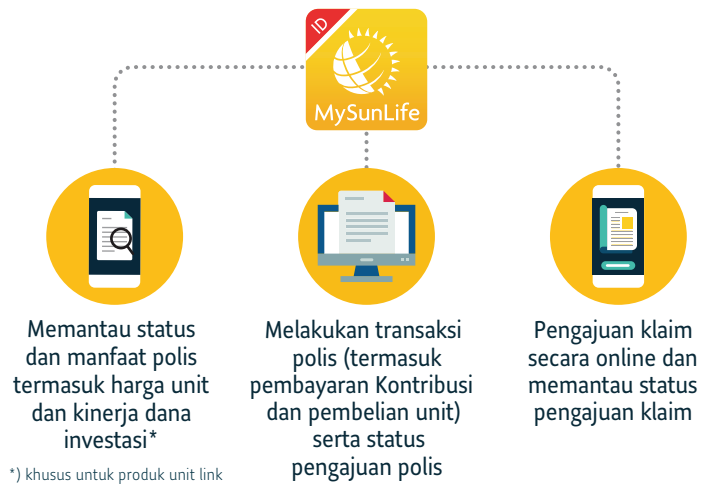 ID
MySunLife
Memantau status
dan manfaat polis
termasuk harga unit
dan kinerja dana
investasi*
*) khusus untuk produk unit link
Melakukan transaksi
polis (termasuk
pembayaran Kontribusi
dan pembelian unit)
serta status
pengajuan polis
Pengajuan klaim
secara online dan
memantau status
pengajuan klaim